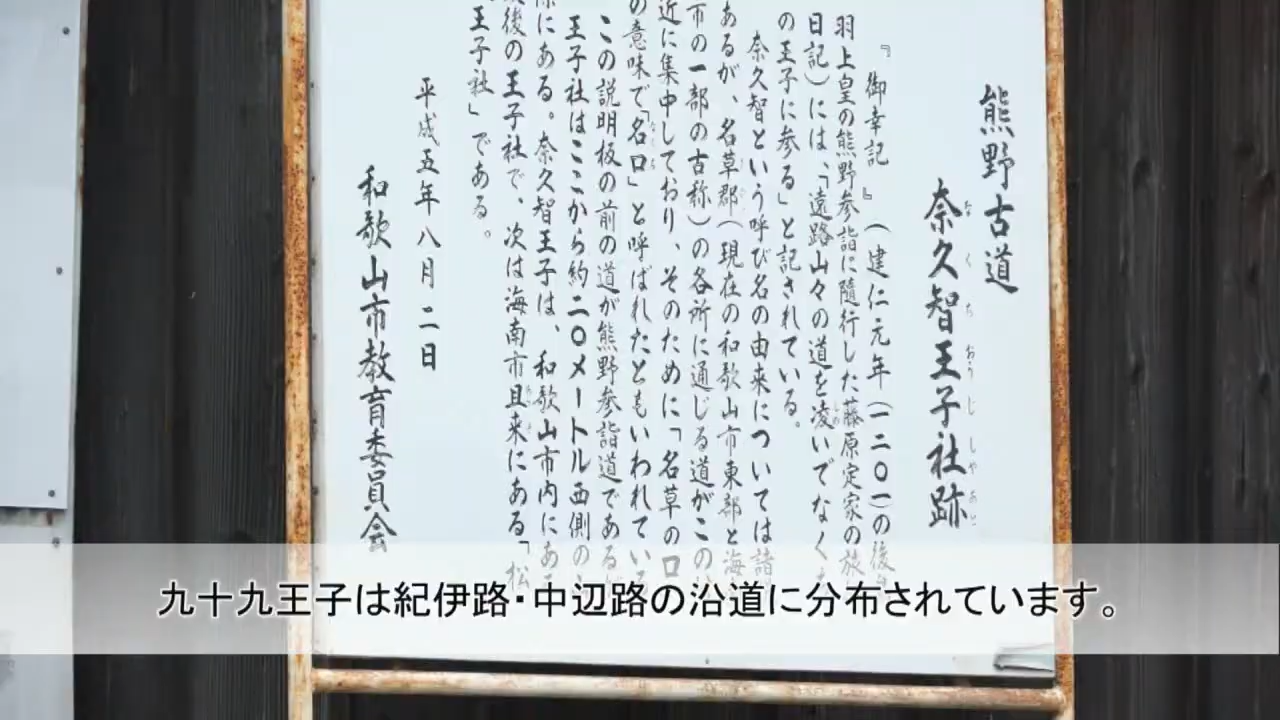 熊野古道
奈久智王子社跡
なくちおうじしゃあと
『御幸記』(建仁元年(一二〇一)の後
羽上皇の熊野参詣に随行した藤原定家の旅
日記)には、「遠路山々の道を凌いでなく
の王子に参る」と記されている。
奈久智という呼び名の由来については諸
あるが、名草郡(現在の和歌山市東部と海
市の一部の古称)の各所に通じる道がこの
近に集中しており、そのために「名草の口
の意味で「名口」と呼ばれたともいわれてい
この説明板の前の道が熊野参詣道である
王子社はここから約二〇メートル西側の
際にある。奈久智王子は、和歌山市内にあ
最後の王子社で、次は海南市且来にある「松
王子社」である。
平成五年八月二日
和歌山市教育委員会
九十九王子は紀伊路・中辺路の沿道に分布されています。